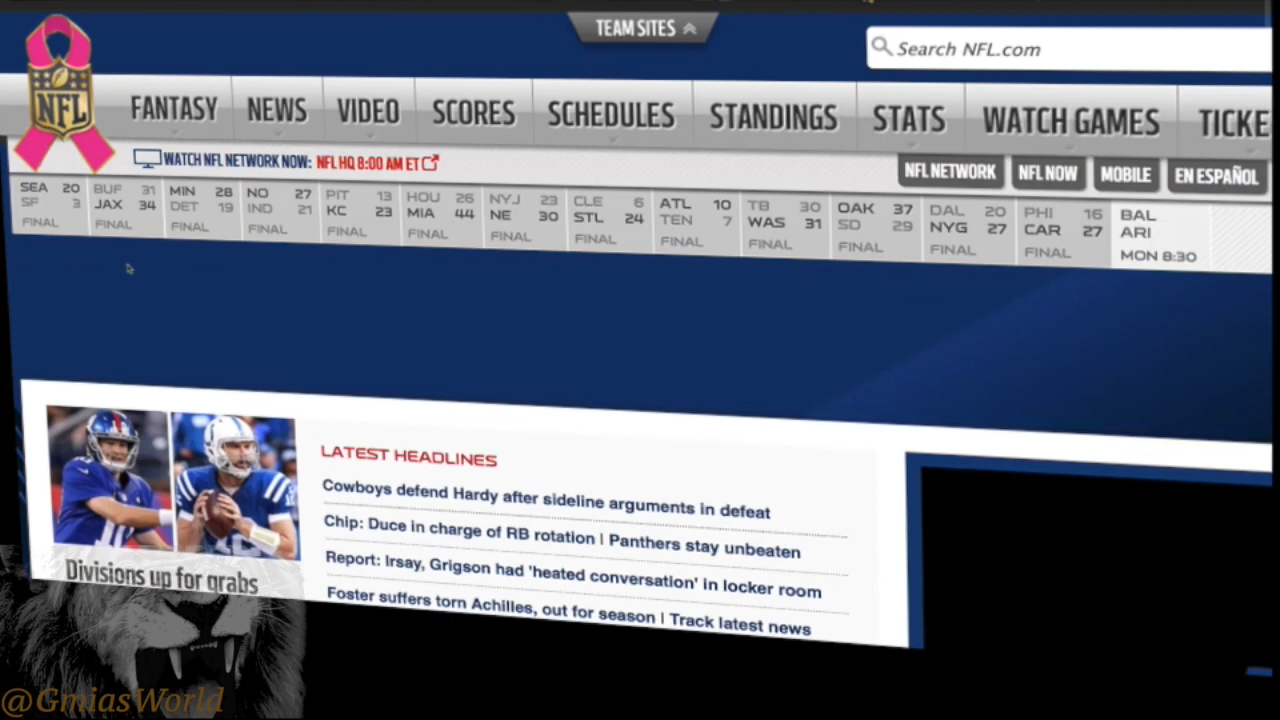 TEAM SITES
Search NFL.com
NFL
FANTASY NEWS VIDEO SCORES SCHEDULES STANDINGS STATS WATCH GAMES TICKE
WATCH NFL NETWORK NOW: NFL HQ 8:00 AM ET
NFL NETWORK NFL NOW MOBILE EN ESPAÑOL
SEA 20 BUF 31 MIN 28 NO 27 PIT 13 HOU 26 NYJ 23 CLE 6 ATL 10 TB 30 OAK 37 DAL 20 PHI 16 BAL
SF 3 JAX 34 DET 19 IND 21 KC 23 MIA 44 NE 30 STL 24 TEN 7 WAS 31 SD 29 NYG 27 CAR 27 ARI
FINAL FINAL FINAL FINAL FINAL FINAL FINAL FINAL FINAL FINAL FINAL FINAL FINAL MON 8:30
LATEST HEADLINES
Cowboys defend Hardy after sideline arguments in defeat
Chip: Duce in charge of RB rotation | Panthers stay unbeaten
Report: Irsay, Grigson had 'heated conversation' in locker room
Foster suffers torn Achilles, out for season | Track latest news
Divisions up for grabs
@GmiasWorld